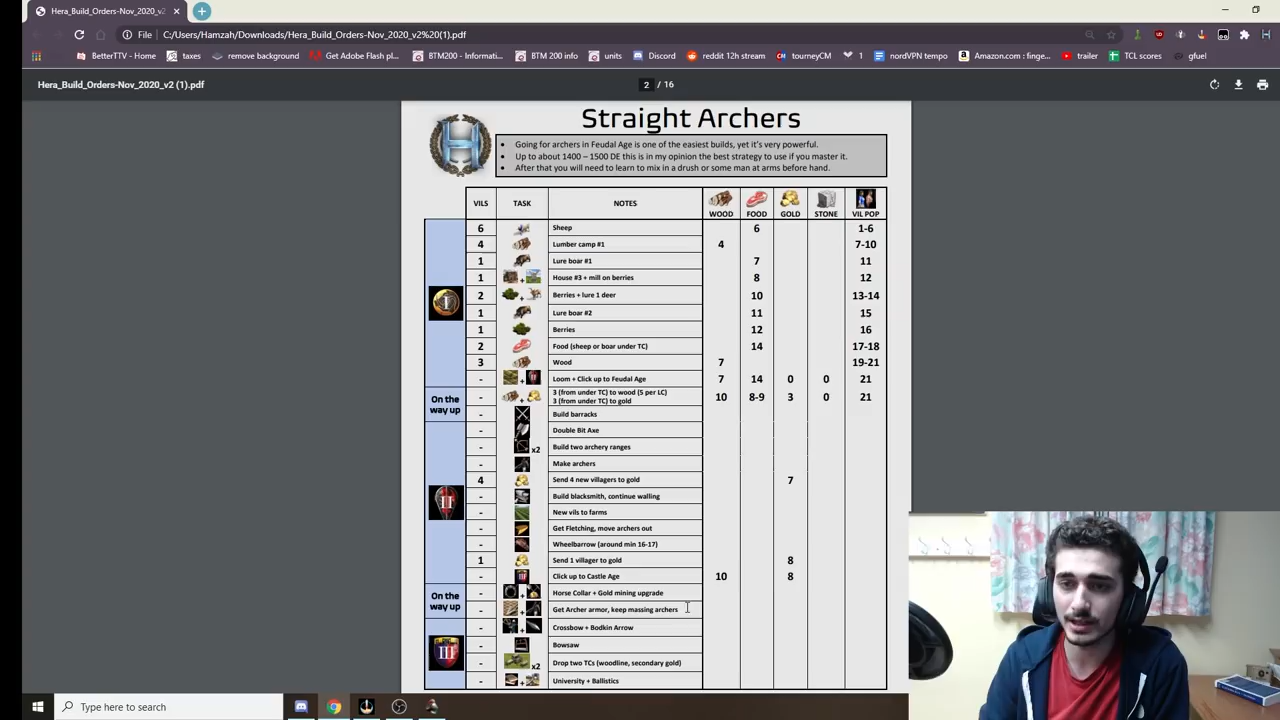 Hera_Build_Orders-Nov_2020_v2
File C:/Users/Hamzah/Downloads/Hera_Build_Orders-Nov_2020_v2%20(1).pdf
BetterTTV - Home taxes remove background Get Adobe Flash pl... BTM200 - Informati... BTM 200 info units Discord reddit 12h stream tourneyCM 1 nordVPN tempo Amazon.com : finge... trailer TCL scores gfuel
Hera_Build_Orders-Nov_2020_v2 (1).pdf 2 / 16
Straight Archers
• Going for archers in Feudal Age is one of the easiest builds, yet it's very powerful.
• Up to about 1400 – 1500 DE this is in my opinion the best strategy to use if you master it.
• After that you will need to learn to mix in a drush or some man at arms before hand.
VILS TASK NOTES WOOD FOOD GOLD STONE VIL POP
6 Sheep 6 1-6
4 Lumber camp #1 4 7-10
1 Lure boar #1 7 11
1 + House #3 + mill on berries 8 12
2 + Berries + lure 1 deer 10 13-14
1 Lure boar #2 11 15
1 Berries 12 16
2 Food (sheep or boar under TC) 14 17-18
3 Wood 7 19-21
- + Loom + Click up to Feudal Age 7 14 0 0 21
I
On the way up
- + 3 (from under TC) to wood (5 per LC)
3 (from under TC) to gold 10 8-9 3 0 21
- Build barracks
- Double Bit Axe
- x2 Build two archery ranges
- Make archers
4 Send 4 new villagers to gold 7
- Build blacksmith, continue walling
II
- New vils to farms
- Get Fletching, move archers out
- Wheelbarrow (around min 16-17)
1 Send 1 villager to gold 8
- Click up to Castle Age 10 8
On the way up
- + Horse Collar + Gold mining upgrade
- + Get Archer armor, keep massing archers
- + Crossbow + Bodkin Arrow
- Bowsaw
III
- x2 Drop two TCs (woodline, secondary gold)
- + University + Ballistics
Type here to search